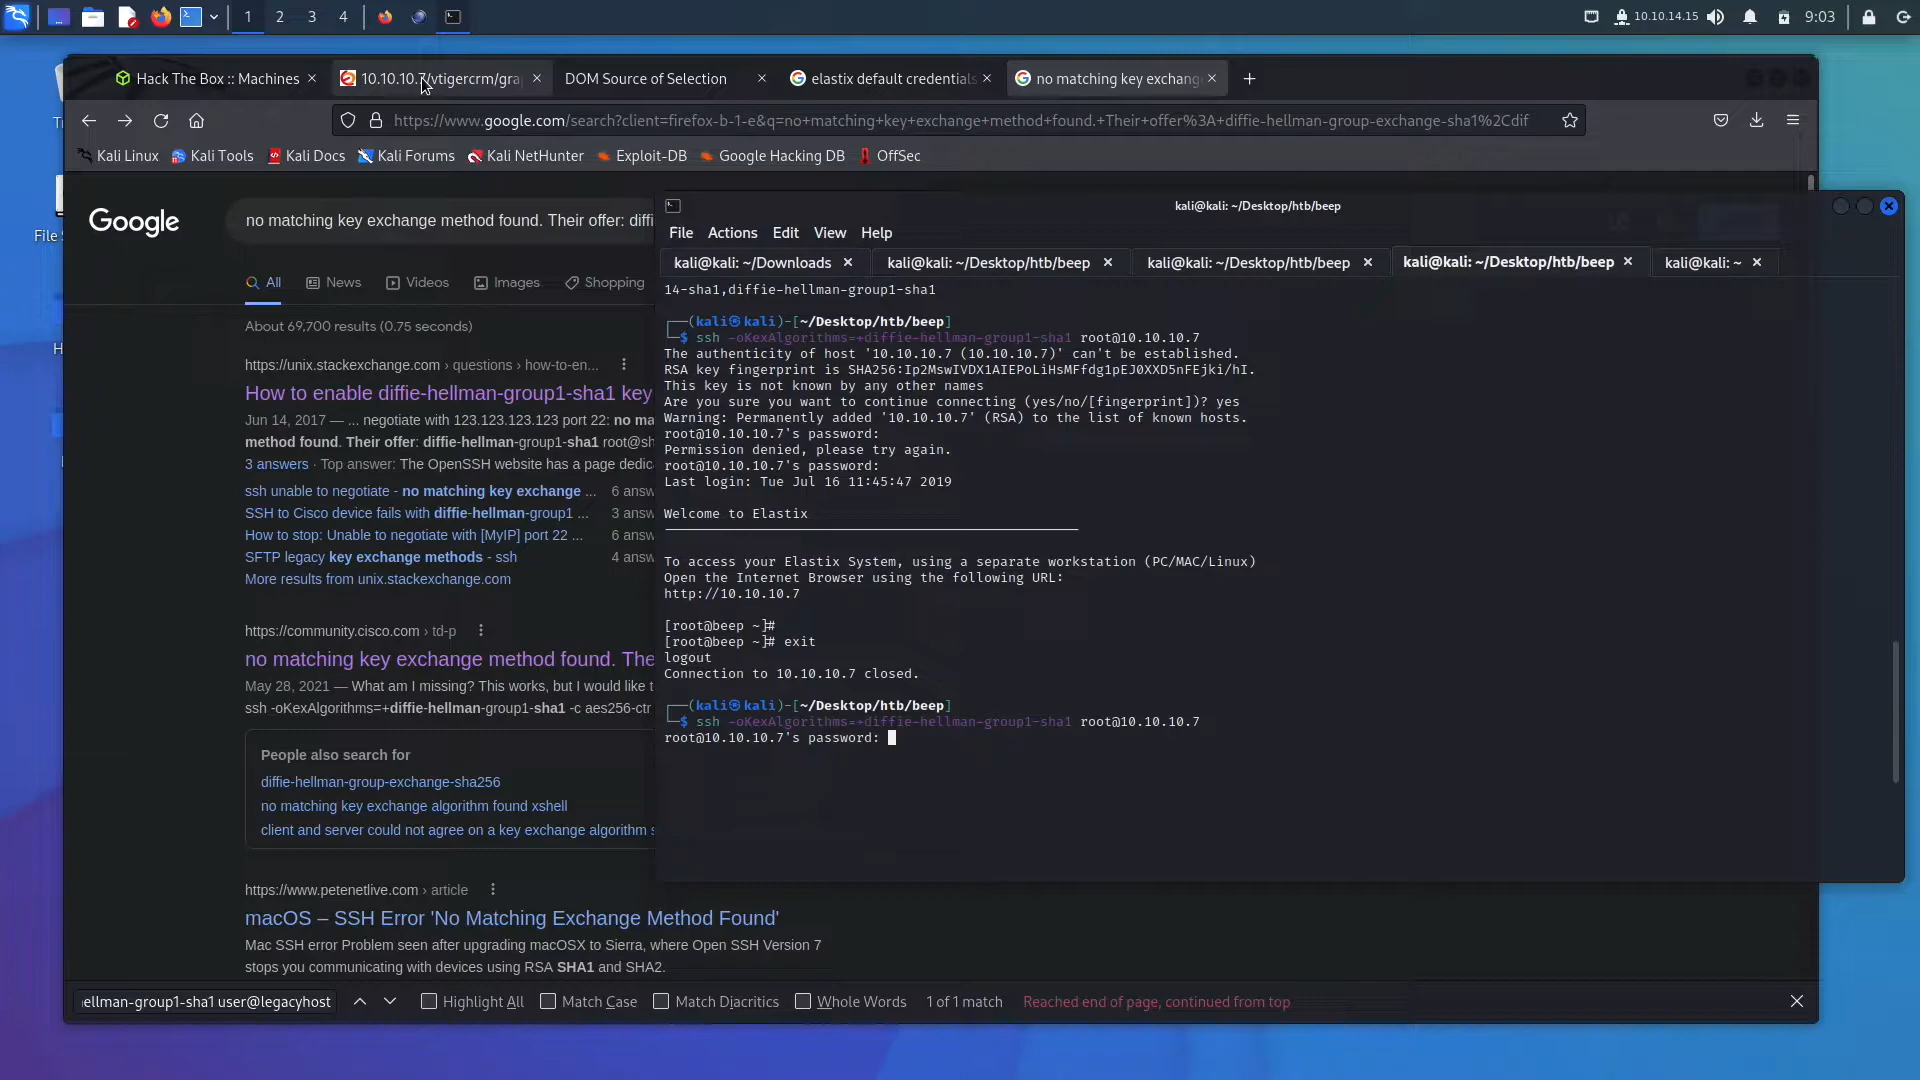 1 2 3 4 10.10.14.15 9:03
Hack The Box :: Machines 10.10.10.7/vtigercrm/gra DOM Source of Selection elastix default credentials no matching key exchang
https://www.google.com/search?client=firefox-b-1-e&q=no+matching+key+exchange+method+found.+Their+offer%3A+diffie-hellman-group-exchange-sha1%2Cdif
Kali Linux Kali Tools Kali Docs Kali Forums Kali NetHunter Exploit-DB Google Hacking DB OffSec
Google
no matching key exchange method found. Their offer: diffi
All News Videos Images Shopping
About 69,700 results (0.75 seconds)
https://unix.stackexchange.com › questions › how-to-en...
How to enable diffie-hellman-group1-sha1 key
Jun 14, 2017 — ... negotiate with 123.123.123.123 port 22: no ma
method found. Their offer: diffie-hellman-group1-sha1 root@sh
3 answers · Top answer: The OpenSSH website has a page dedic
ssh unable to negotiate - no matching key exchange ... 6 answ
SSH to Cisco device fails with diffie-hellman-group1 ... 3 answ
How to stop: Unable to negotiate with [MyIP] port 22 ... 6 answ
SFTP legacy key exchange methods - ssh 4 answ
More results from unix.stackexchange.com
https://community.cisco.com › td-p
no matching key exchange method found. The
May 28, 2021 — What am I missing? This works, but I would like t
ssh -oKexAlgorithms=+diffie-hellman-group1-sha1 -c aes256-ctr
People also search for
diffie-hellman-group-exchange-sha256
no matching key exchange algorithm found xshell
client and server could not agree on a key exchange algorithm s
https://www.petenetlive.com › article
macOS – SSH Error 'No Matching Exchange Method Found'
Mac SSH error Problem seen after upgrading macOSX to Sierra, where Open SSH Version 7
stops you communicating with devices using RSA SHA1 and SHA2.
ellman-group1-sha1 user@legacyhost Highlight All Match Case Match Diacritics Whole Words 1 of 1 match Reached end of page, continued from top
kali@kali: ~/Desktop/htb/beep
File Actions Edit View Help
kali@kali: ~/Downloads kali@kali: ~/Desktop/htb/beep kali@kali: ~/Desktop/htb/beep kali@kali: ~/Desktop/htb/beep kali@kali: ~
14-sha1,diffie-hellman-group1-sha1
┌──(kali㉿kali)-[~/Desktop/htb/beep]
└─$ ssh -oKexAlgorithms=+diffie-hellman-group1-sha1 root@10.10.10.7
The authenticity of host '10.10.10.7 (10.10.10.7)' can't be established.
RSA key fingerprint is SHA256:Ip2MswIVDX1AIEPoLiHsMFfdg1pEJ0XXD5nFEjki/hI.
This key is not known by any other names
Are you sure you want to continue connecting (yes/no/[fingerprint])? yes
Warning: Permanently added '10.10.10.7' (RSA) to the list of known hosts.
root@10.10.10.7's password:
Permission denied, please try again.
root@10.10.10.7's password:
Last login: Tue Jul 16 11:45:47 2019
Welcome to Elastix
To access your Elastix System, using a separate workstation (PC/MAC/Linux)
Open the Internet Browser using the following URL:
http://10.10.10.7
[root@beep ~]#
[root@beep ~]# exit
logout
Connection to 10.10.10.7 closed.
┌──(kali㉿kali)-[~/Desktop/htb/beep]
└─$ ssh -oKexAlgorithms=+diffie-hellman-group1-sha1 root@10.10.10.7
root@10.10.10.7's password: